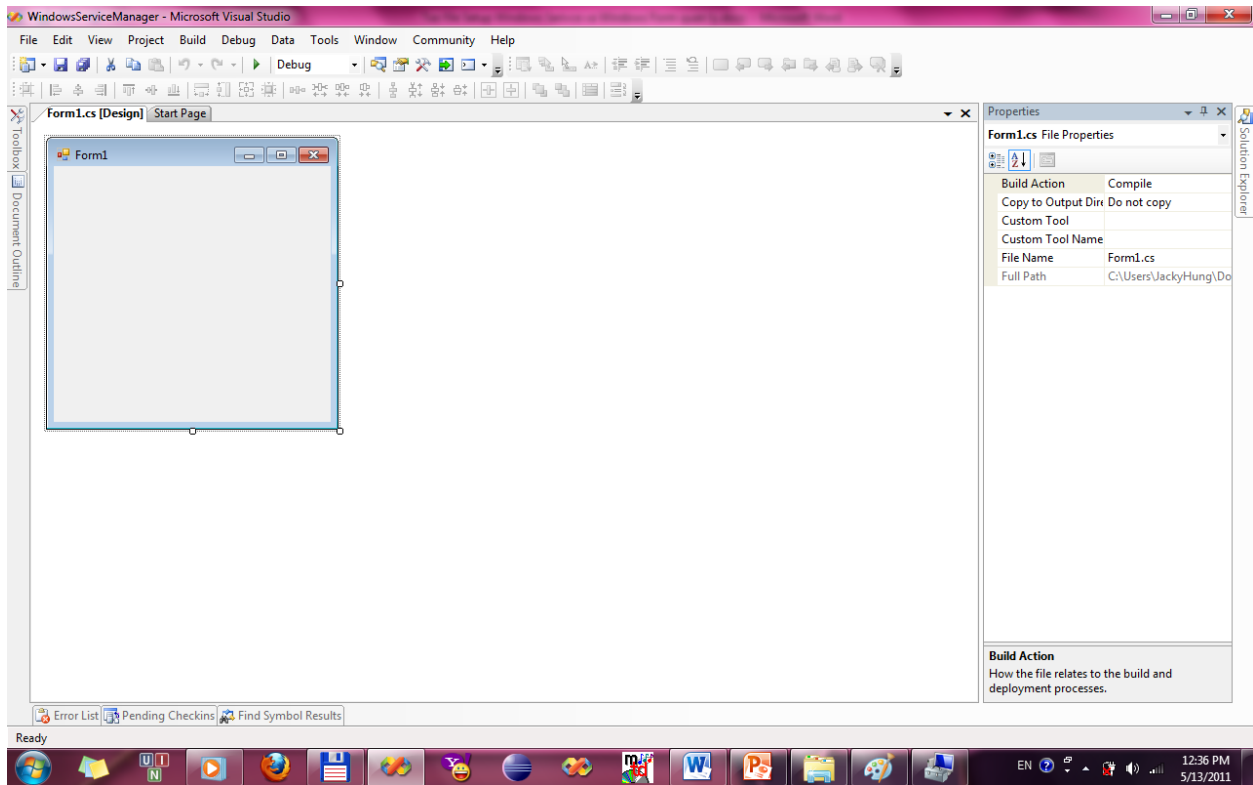 WindowsServiceManager - Microsoft Visual Studio
File Edit View Project Build Debug Data Tools Window Community Help
Debug
Form1.cs [Design] Start Page
Toolbox
Document Outline
Form1
Properties
Form1.cs File Properties
Build Action Compile
Copy to Output Dire Do not copy
Custom Tool
Custom Tool Name
File Name Form1.cs
Full Path C:\Users\JackyHung\Do
Solution Explorer
Build Action
How the file relates to the build and
deployment processes.
Error List Pending Checkins Find Symbol Results
Ready
U I
N
EN
12:36 PM
5/13/2011